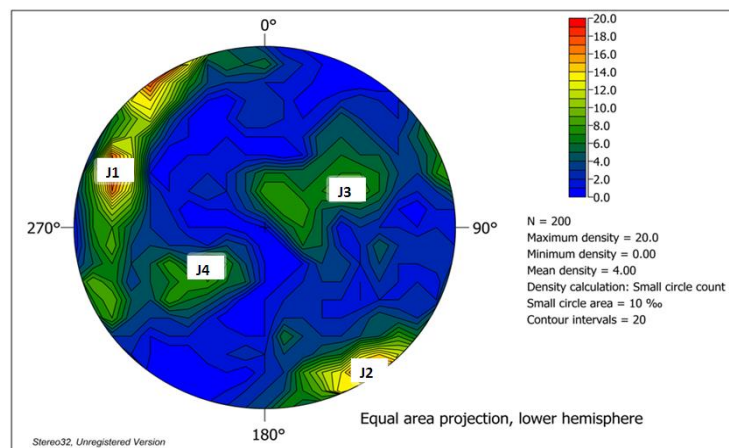 0°
20.0
18.0
16.0
14.0
12.0
10.0
8.0
6.0
4.0
2.0
0.0
J1
J3
270°
90°
J4
N = 200
Maximum density = 20.0
Minimum density = 0.00
Mean density = 4.00
Density calculation: Small circle count
Small circle area = 10 ‰
Contour intervals = 20
J2
Equal area projection, lower hemisphere
180°
Stereo32, Unregistered Version